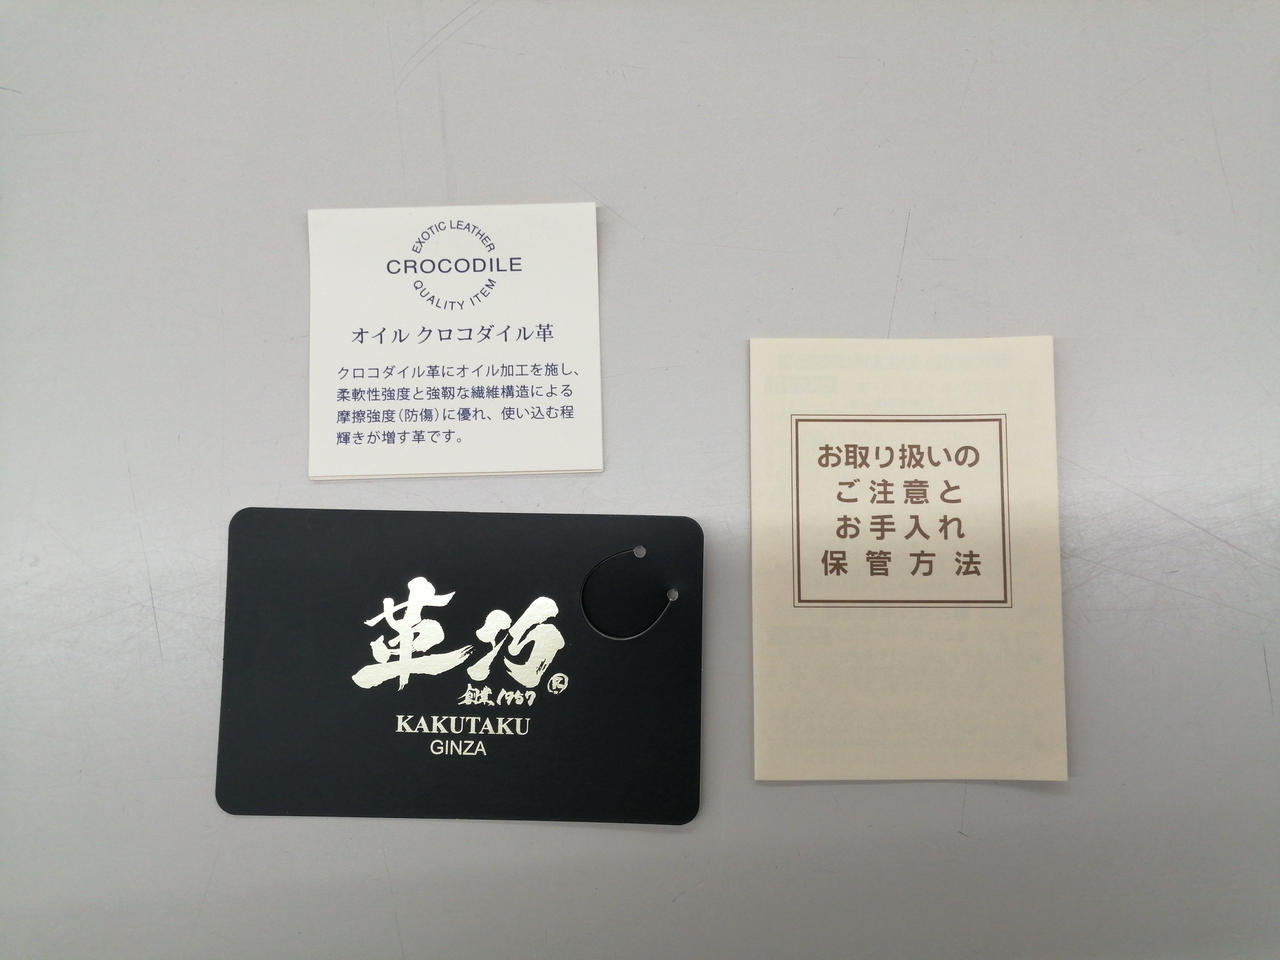 EXOTIC LEATHER
CROCODILE
QUALITY ITEM
オイル クロコダイル革
クロコダイル革にオイル加工を施し、
柔軟性強度と強靱な繊維構造による
摩擦強度(防傷)に優れ、使い込む程
輝きが増す革です。
革巧
創業1957
®
KAKUTAKU
GINZA
お取り扱いの
ご注意と
お手入れ
保管方法